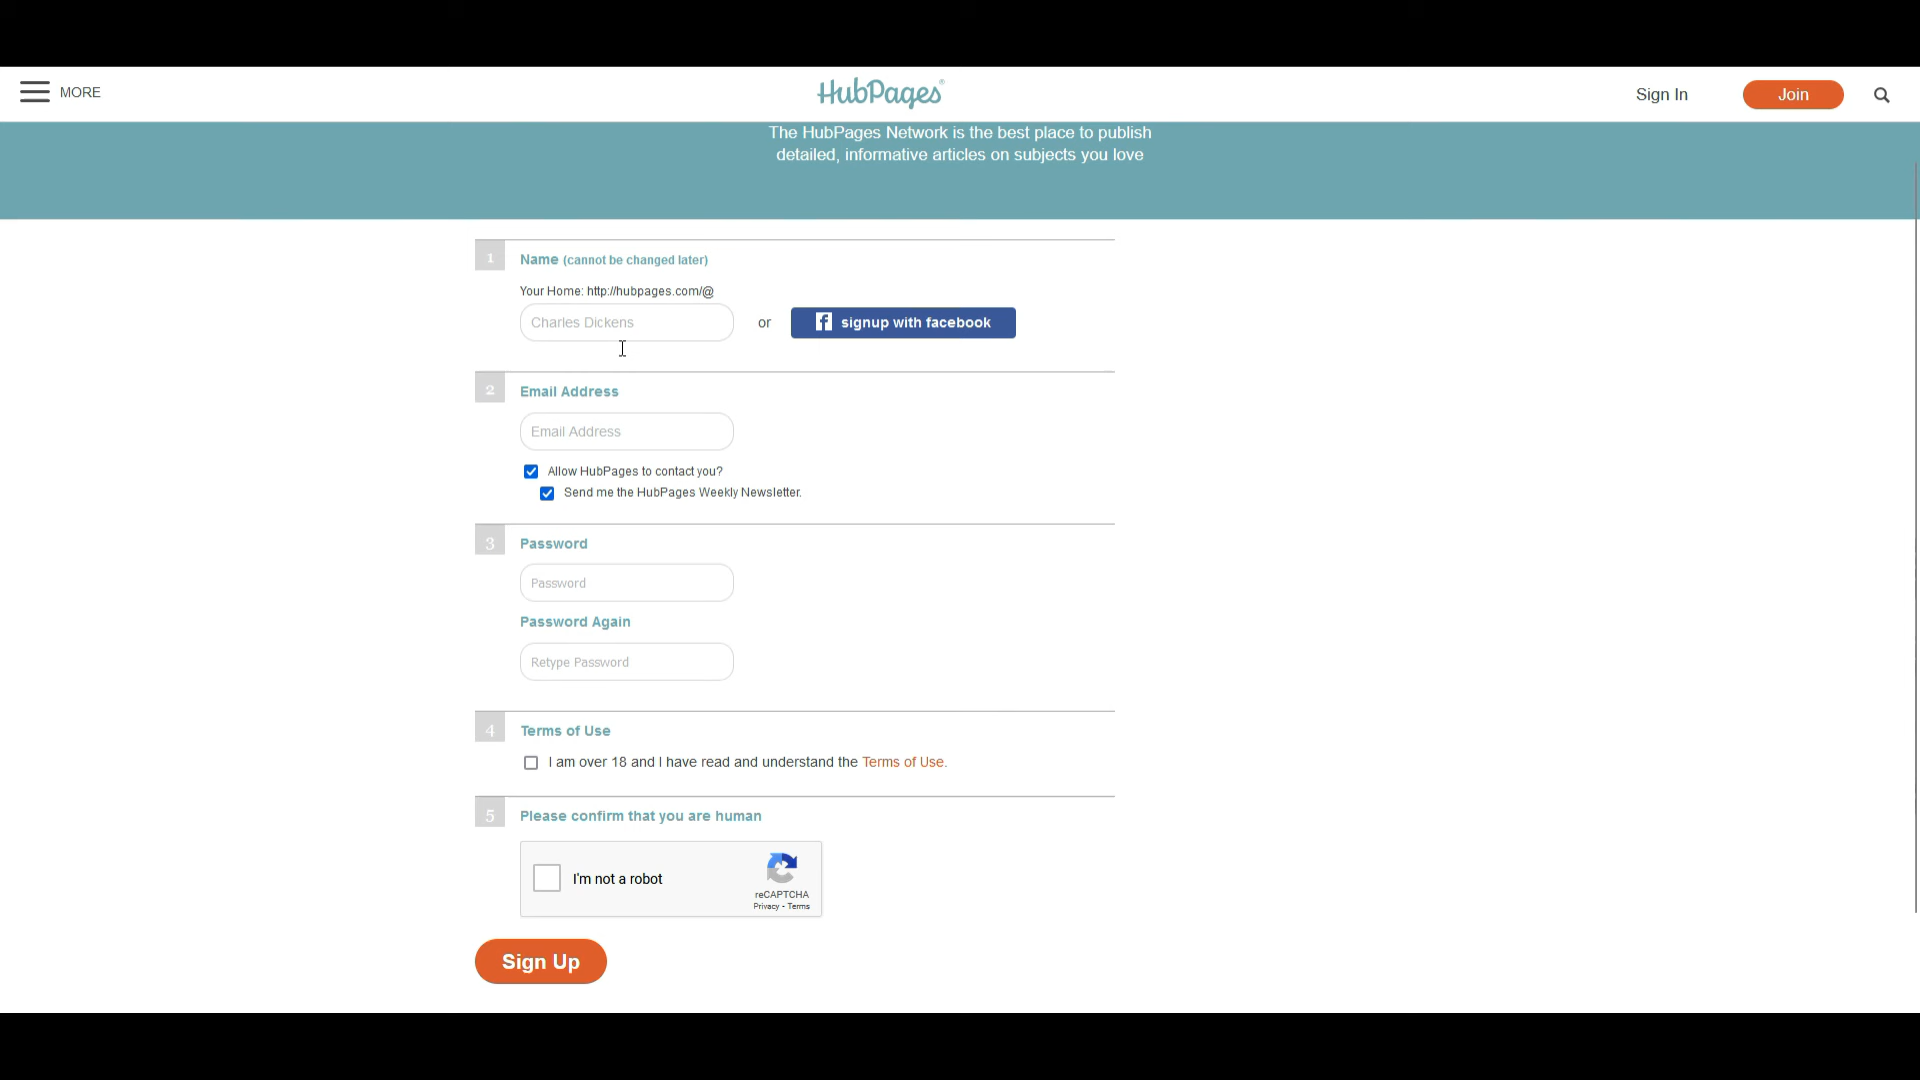 MORE
HubPages
Sign In
Join
The HubPages Network is the best place to publish
detailed, informative articles on subjects you love
1
Name (cannot be changed later)
Your Home: http://hubpages.com/@
Charles Dickens
or
f signup with facebook
2
Email Address
Email Address
Allow HubPages to contact you?
Send me the HubPages Weekly Newsletter.
3
Password
Password
Password Again
Retype Password
4
Terms of Use
I am over 18 and I have read and understand the Terms of Use.
5
Please confirm that you are human
I'm not a robot
reCAPTCHA
Privacy - Terms
Sign Up